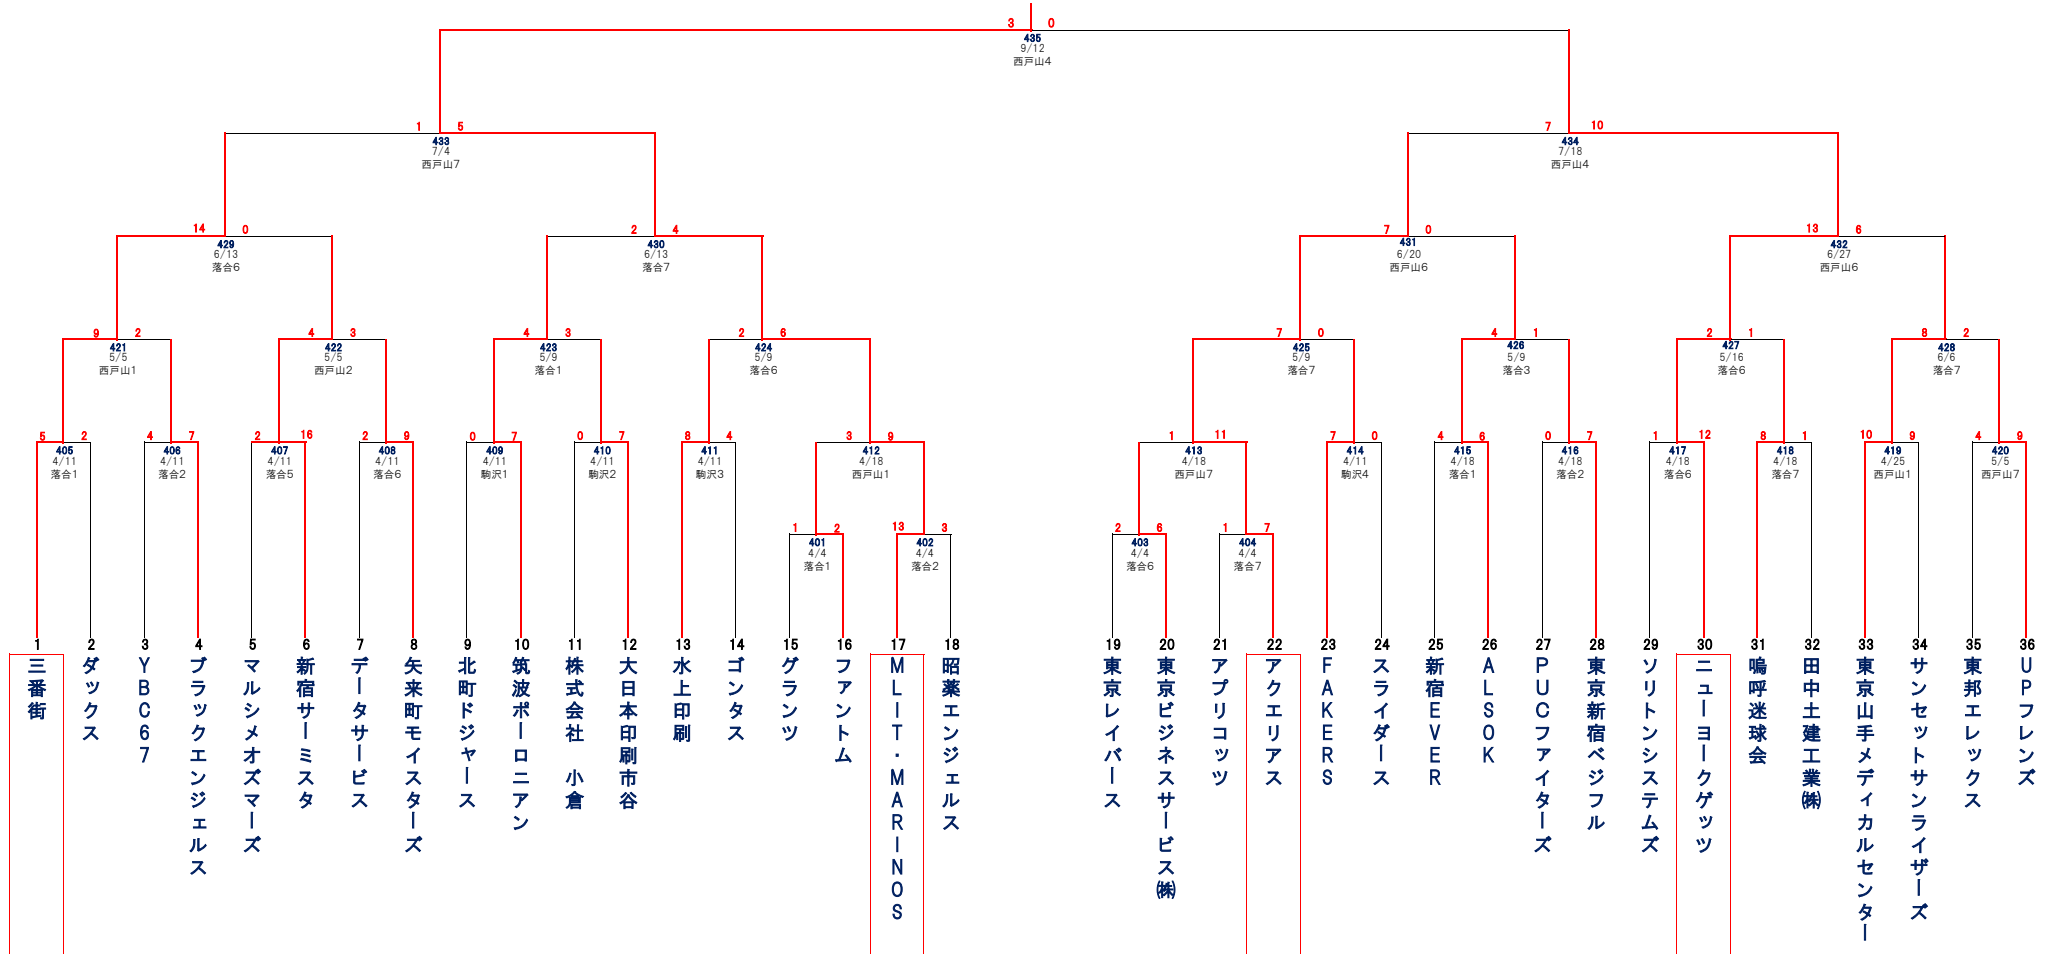 3 0
435
9/12
西戸山4
1 5
433
7/4
西戸山7
7 10
434
7/18
西戸山4
14 0
429
6/13
落合6
2 4
430
6/13
落合7
7 0
431
6/20
西戸山6
13 6
432
6/27
西戸山6
9 2
421
5/5
西戸山1
4 3
422
5/5
西戸山2
4 3
423
5/9
落合1
2 6
424
5/9
落合6
7 0
425
5/9
落合7
4 1
426
5/9
落合3
2 1
427
5/16
落合6
8 2
428
6/6
落合7
5 2
405
4/11
落合1
4 7
406
4/11
落合2
2 16
407
4/11
落合5
2 9
408
4/11
落合6
0 7
409
4/11
駒沢1
0 7
410
4/11
駒沢2
8 4
411
4/11
駒沢3
3 9
412
4/18
西戸山1
1 11
413
4/18
西戸山7
7 0
414
4/11
駒沢4
4 6
415
4/18
落合1
0 7
416
4/18
落合2
1 12
417
4/18
落合6
8 1
418
4/18
落合7
10 9
419
4/25
西戸山1
4 9
420
5/5
西戸山7
1 2
401
4/4
落合1
13 3
402
4/4
落合2
2 6
403
4/4
落合6
1 7
404
4/4
落合7
1
三番街
2
ダックス
3
YBC67
4
ブラックエンジェルス
5
マルシメオズマーズ
6
新宿サーミスタ
7
データサービス
8
矢来町モイスターズ
9
北町ドジャース
10
筑波ポーロニアン
11
株式会社 小倉
12
大日本印刷市谷
13
水上印刷
14
ゴンタス
15
グランツ
16
ファントム
17
MLIT・MARINOS
18
昭薬エンジェルス
19
東京レイバース
20
東京ビジネスサービス㈱
21
アプリコッツ
22
アクエリアス
23
FAKERS
24
スライダース
25
新宿EVER
26
ALSOK
27
PUCファイターズ
28
東京新宿ベジフル
29
ソリトンシステムズ
30
ニューヨークゲッツ
31
嗚呼迷球会
32
田中土建工業㈱
33
東京山手メディカルセンター
34
サンセットサンライザーズ
35
東邦エレックス
36
UPフレンズ